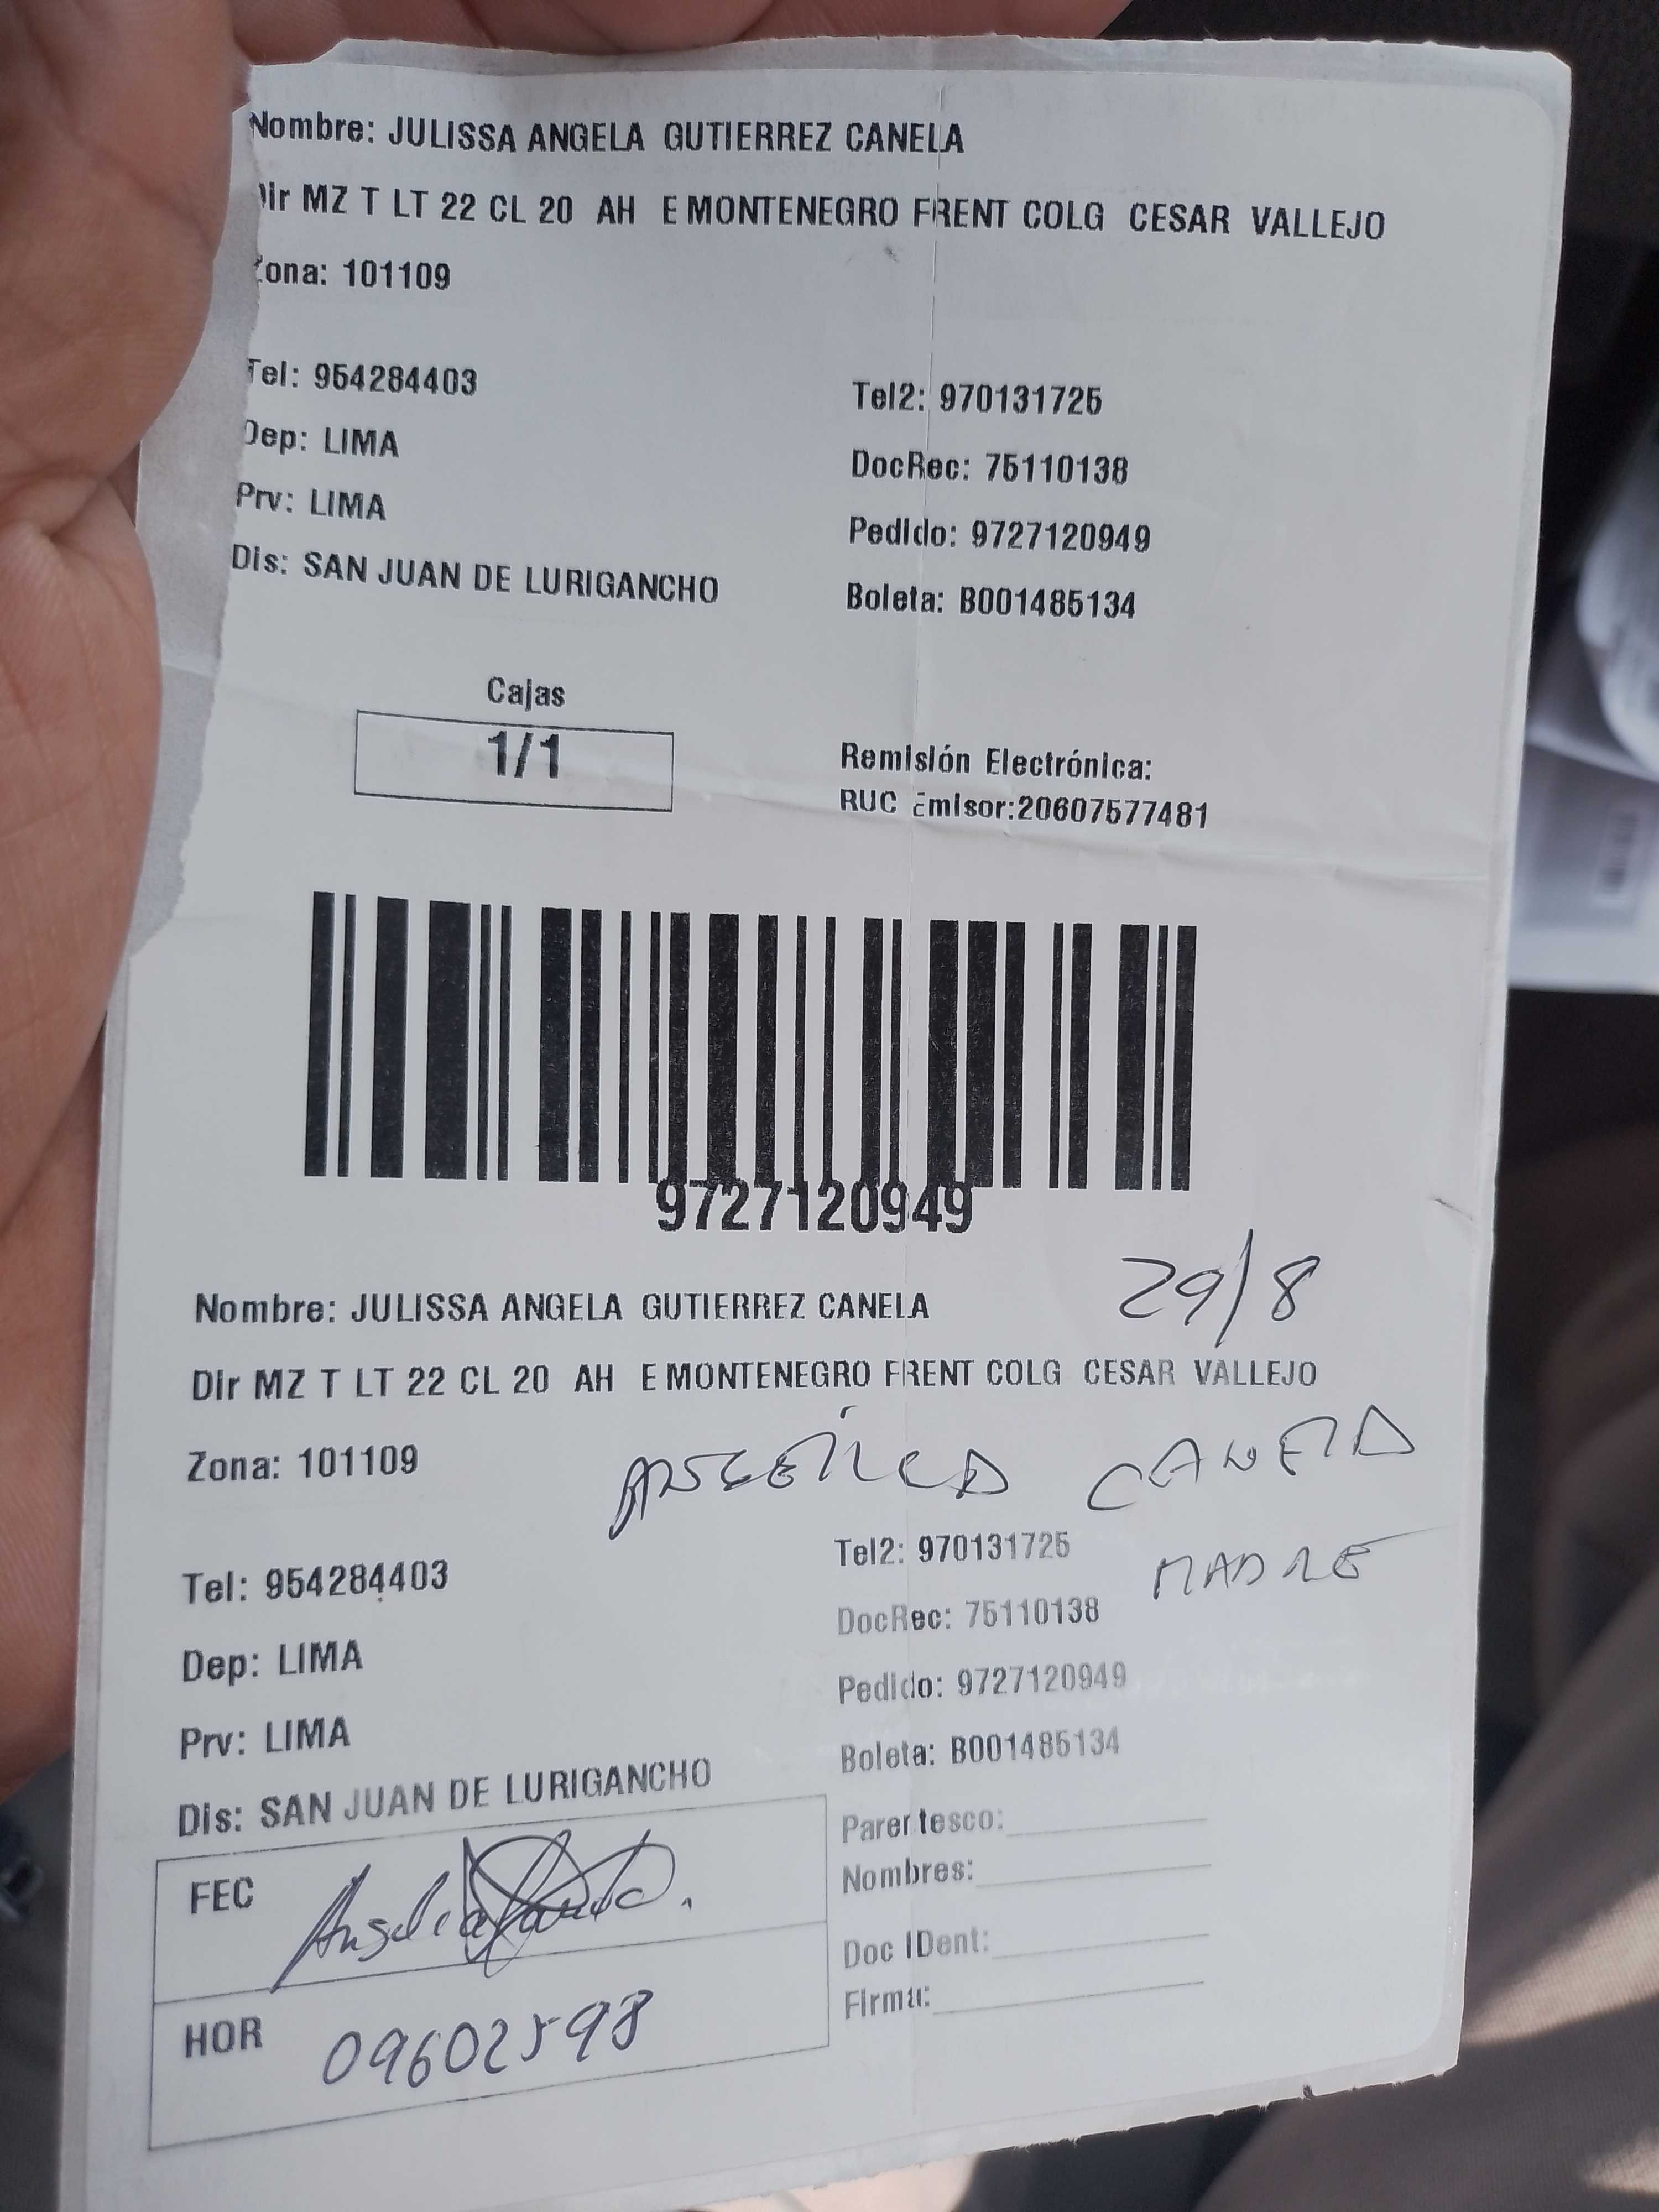 Nombre: JULISSA ANGELA GUTIERREZ CANELA
Dir MZ T LT 22 CL 20 AH E MONTENEGRO FRENT COLG CESAR VALLEJO
Zona: 101109
Tel: 954284403 Tel2: 970131725
Dep: LIMA DocRec: 75110138
Prv: LIMA Pedido: 9727120949
Dis: SAN JUAN DE LURIGANCHO Boleta: B001485134
Cajas
1/1
Remisión Electrónica:
RUC Emisor:20607577481
9727120949
29/8
Nombre: JULISSA ANGELA GUTIERREZ CANELA
Dir MZ T LT 22 CL 20 AH E MONTENEGRO FRENT COLG CESAR VALLEJO
Zona: 101109 ANGÉLICA CANELA
Tel: 954284403 Tel2: 970131725 MADRE
Dep: LIMA DocRec: 75110138
Prv: LIMA Pedido: 9727120949
Dis: SAN JUAN DE LURIGANCHO Boleta: B001485134
FEC Parentesco:
Nombres:
Doc IDent:
HOR 09602598 Firma: